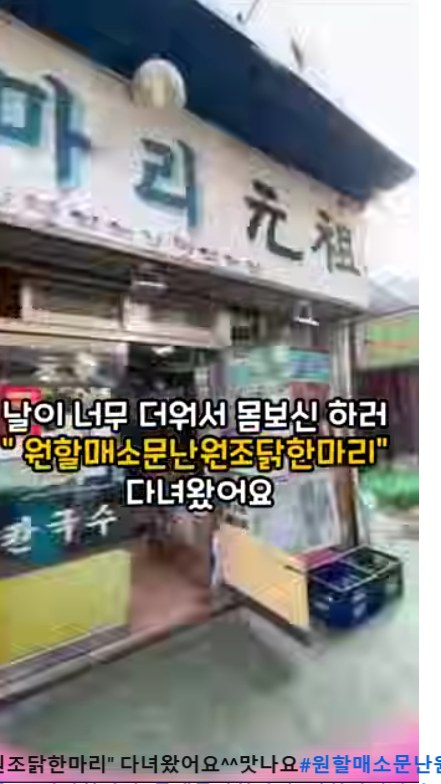 마리 元祖
날이 너무 더워서 몸보신 하러
" 원할매소문난원조닭한마리"
다녀왔어요
칼국수
원조닭한마리" 다녀왔어요^^맛나요#원할매소문난원